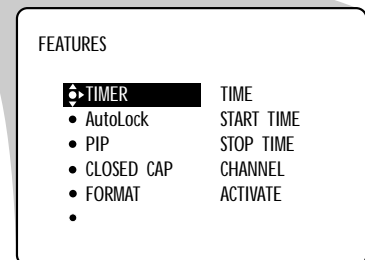 FEATURES
TIMER TIME
• AutoLock START TIME
• PIP STOP TIME
• CLOSED CAP CHANNEL
• FORMAT ACTIVATE
•